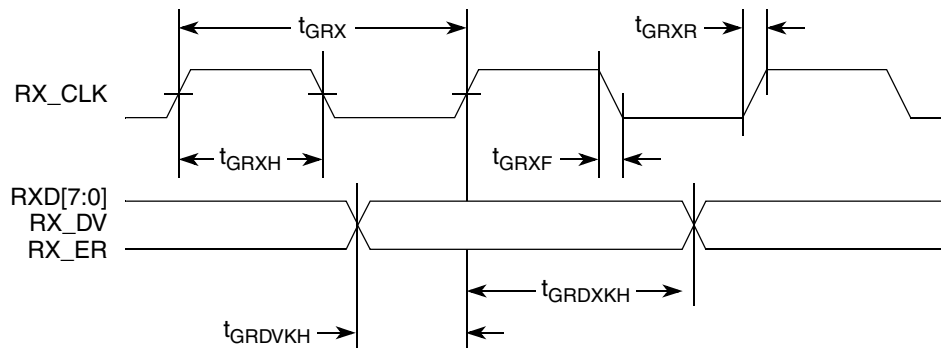 tGRX
tGRXR
RX_CLK
tGRXH
tGRXF
RXD[7:0]
RX_DV
RX_ER
tGRDXKH
tGRDVKH